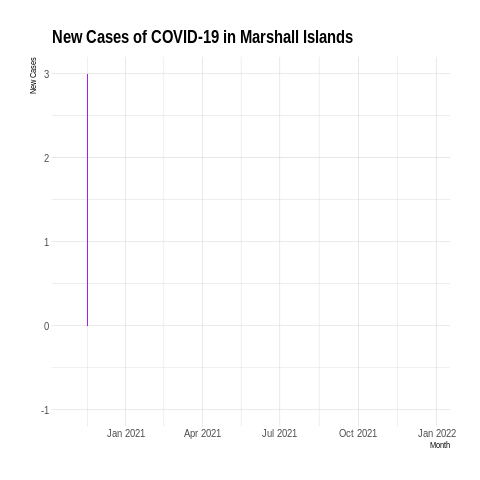 New Cases of COVID-19 in Marshall Islands
New Cases
3
2
1
0
-1
Jan 2021 Apr 2021 Jul 2021 Oct 2021 Jan 2022
Month